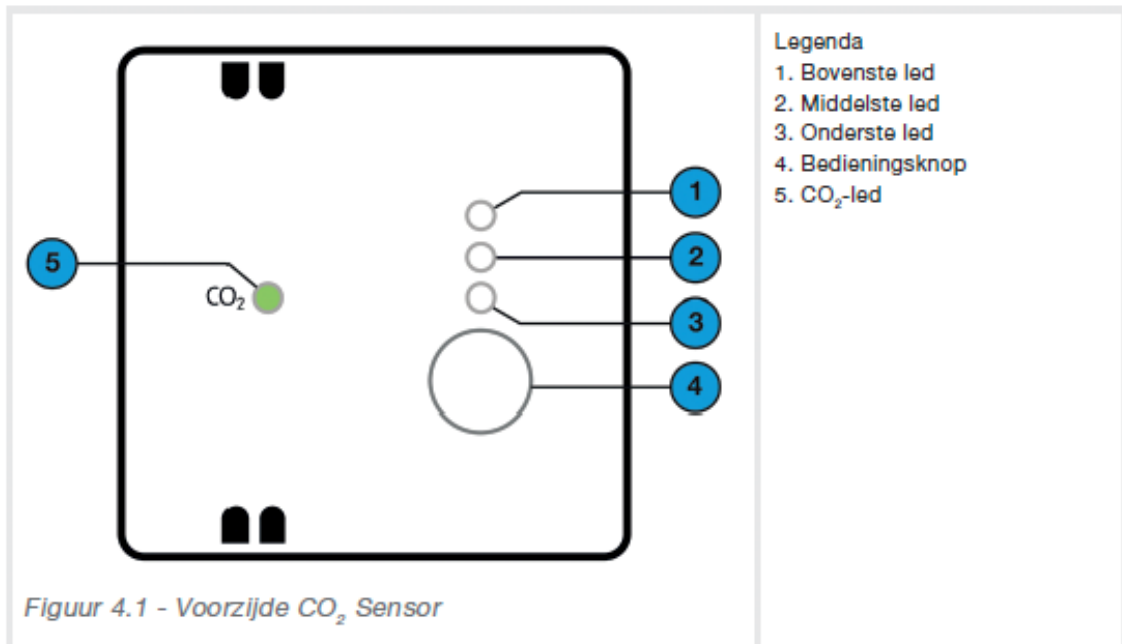 1
2
3
4
5
CO₂
Figuur 4.1 - Voorzijde CO₂ Sensor
Legenda
1. Bovenste led
2. Middelste led
3. Onderste led
4. Bedieningsknop
5. CO₂-led